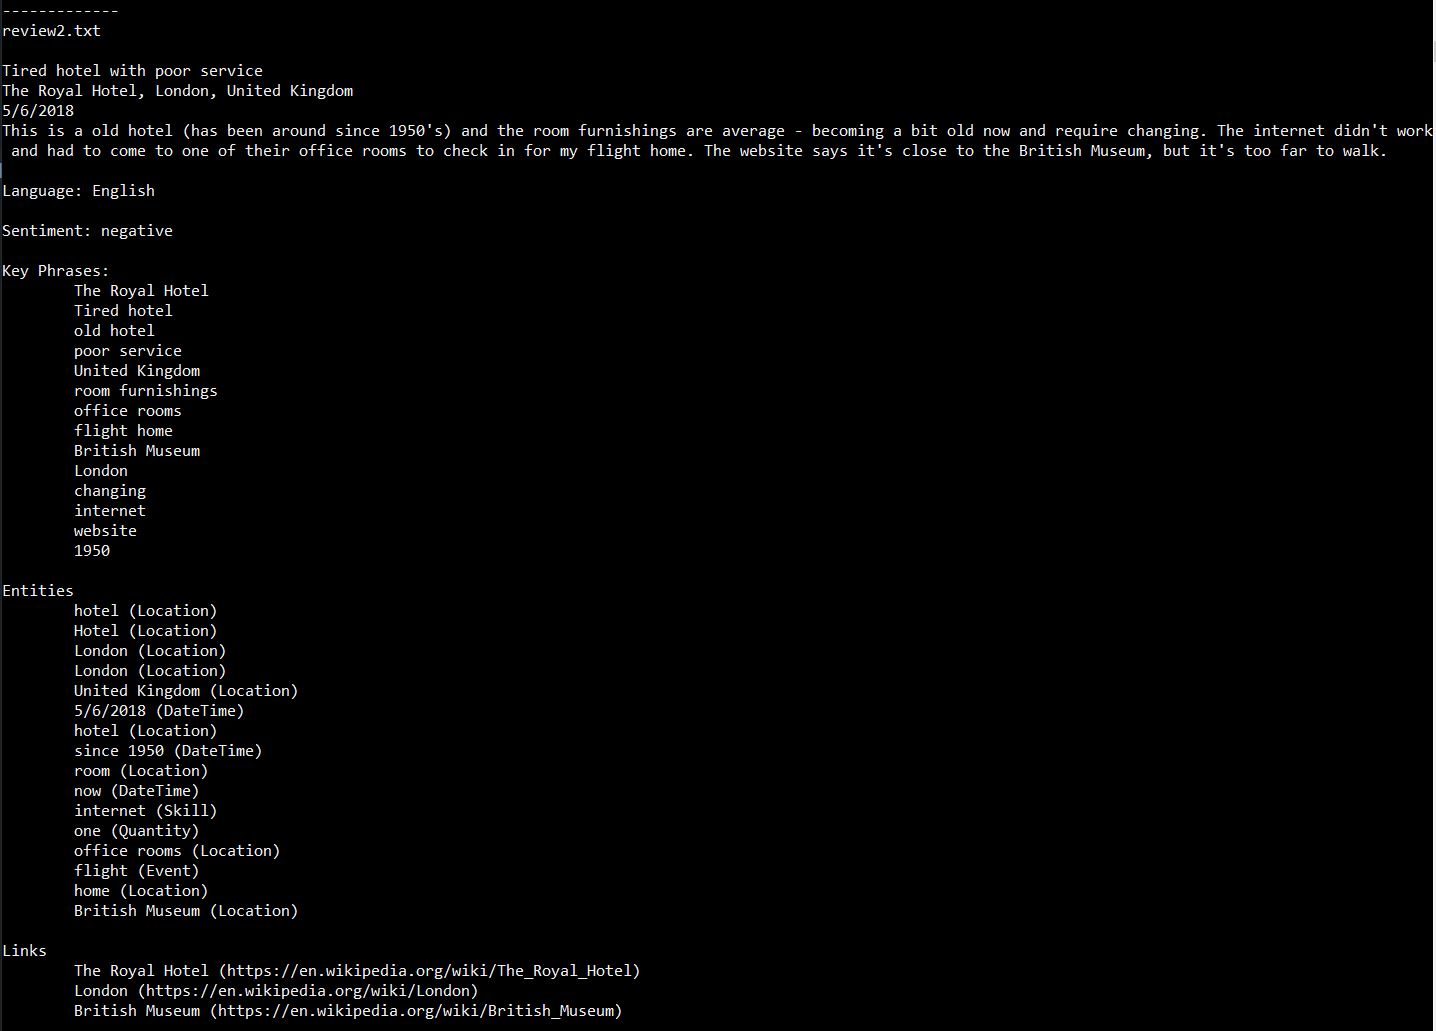 -------------
review2.txt
Tired hotel with poor service
The Royal Hotel, London, United Kingdom
5/6/2018
This is a old hotel (has been around since 1950's) and the room furnishings are average - becoming a bit old now and require changing. The internet didn't work
and had to come to one of their office rooms to check in for my flight home. The website says it's close to the British Museum, but it's too far to walk.
Language: English
Sentiment: negative
Key Phrases:
The Royal Hotel
Tired hotel
old hotel
poor service
United Kingdom
room furnishings
office rooms
flight home
British Museum
London
changing
internet
website
1950
Entities
hotel (Location)
Hotel (Location)
London (Location)
London (Location)
United Kingdom (Location)
5/6/2018 (DateTime)
hotel (Location)
since 1950 (DateTime)
room (Location)
now (DateTime)
internet (Skill)
one (Quantity)
office rooms (Location)
flight (Event)
home (Location)
British Museum (Location)
Links
The Royal Hotel (https://en.wikipedia.org/wiki/The_Royal_Hotel)
London (https://en.wikipedia.org/wiki/London)
British Museum (https://en.wikipedia.org/wiki/British_Museum)